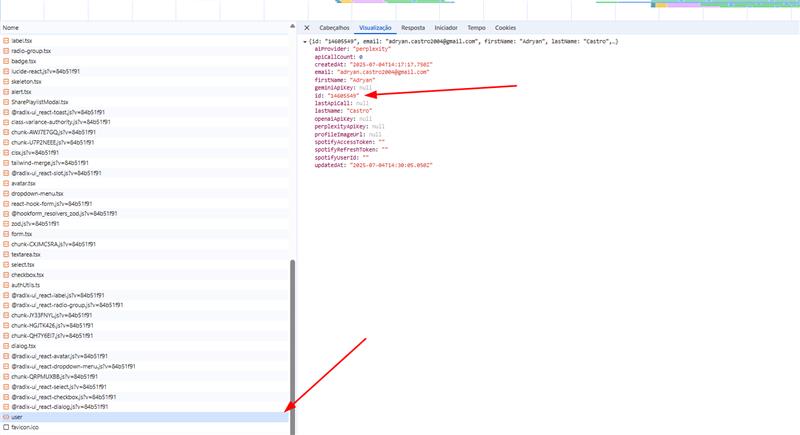 Nome
label.tsx
radio-group.tsx
badge.tsx
lucide-react.js?v=84b51f91
skeleton.tsx
alert.tsx
SharePlaylistModal.tsx
@radix-ui_react-toast.js?v=84b51f91
class-variance-authority.js?v=84b51f91
chunk-AWJ7E7GQ.js?v=84b51f91
chunk-U7P2NEEE.js?v=84b51f91
clsx.js?v=84b51f91
tailwind-merge.js?v=84b51f91
@radix-ui_react-slot.js?v=84b51f91
avatar.tsx
dropdown-menu.tsx
react-hook-form.js?v=84b51f91
@hookform_resolvers_zod.js?v=84b51f91
zod.js?v=84b51f91
form.tsx
chunk-CXJMCSRA.js?v=84b51f91
textarea.tsx
select.tsx
checkbox.tsx
authUtils.ts
@radix-ui_react-label.js?v=84b51f91
@radix-ui_react-radio-group.js?v=84b51f91
chunk-JY33FNYL.js?v=84b51f91
chunk-HGJTK426.js?v=84b51f91
chunk-QH7Y6EI7.js?v=84b51f91
dialog.tsx
@radix-ui_react-avatar.js?v=84b51f91
@radix-ui_react-dropdown-menu.js?v=84b51f91
chunk-QRPMUXBB.js?v=84b51f91
@radix-ui_react-select.js?v=84b51f91
@radix-ui_react-checkbox.js?v=84b51f91
@radix-ui_react-dialog.js?v=84b51f91
user
favicon.ico
Cabeçalhos Visualização Resposta Iniciador Tempo Cookies
{id: "14605549", email: "adryan.castro2004@gmail.com", firstName: "Adryan", lastName: "Castro",…}
aiProvider: "perplexity"
apiCallCount: 0
createdAt: "2025-07-04T14:17:17.750Z"
email: "adryan.castro2004@gmail.com"
firstName: "Adryan"
geminiApiKey: null
id: "14605549"
lastApiCall: null
lastName: "Castro"
openaiApiKey: null
perplexityApiKey: null
profileImageUrl: null
spotifyAccessToken: ""
spotifyRefreshToken: ""
spotifyUserId: ""
updatedAt: "2025-07-04T14:30:05.050Z"